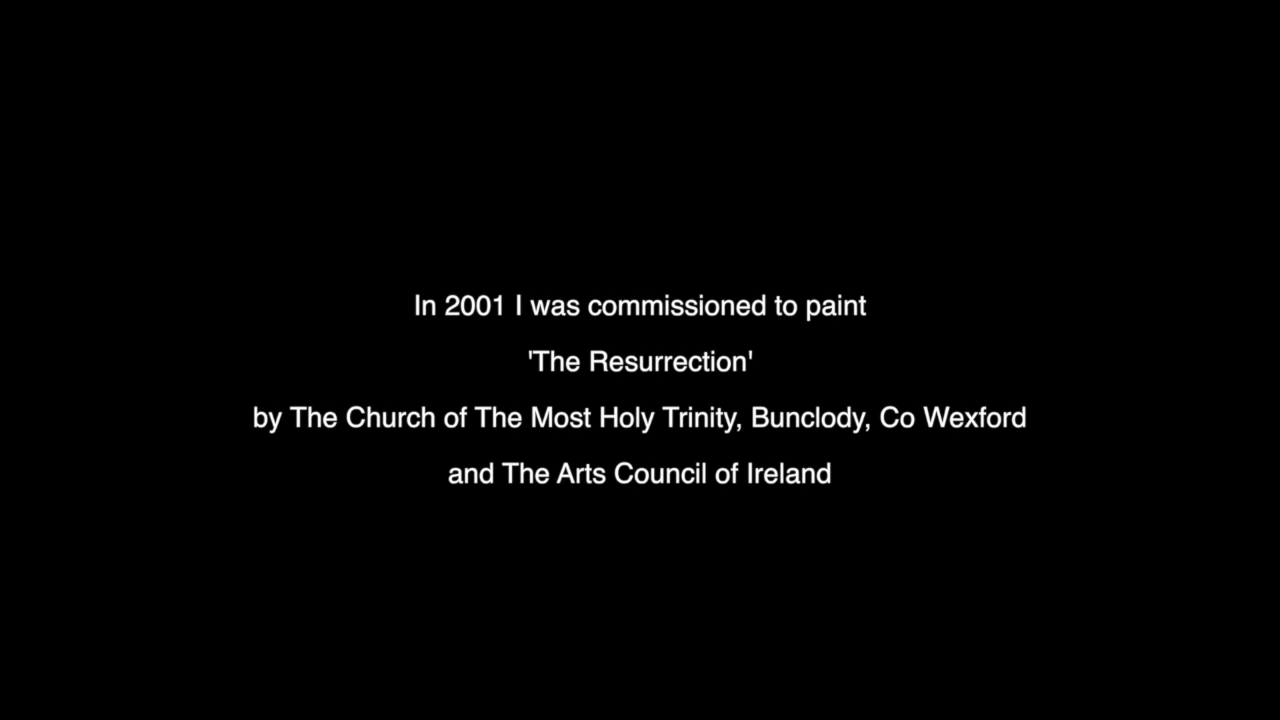 In 2001 I was commissioned to paint
'The Resurrection'
by The Church of The Most Holy Trinity, Bunclody, Co Wexford
and The Arts Council of Ireland